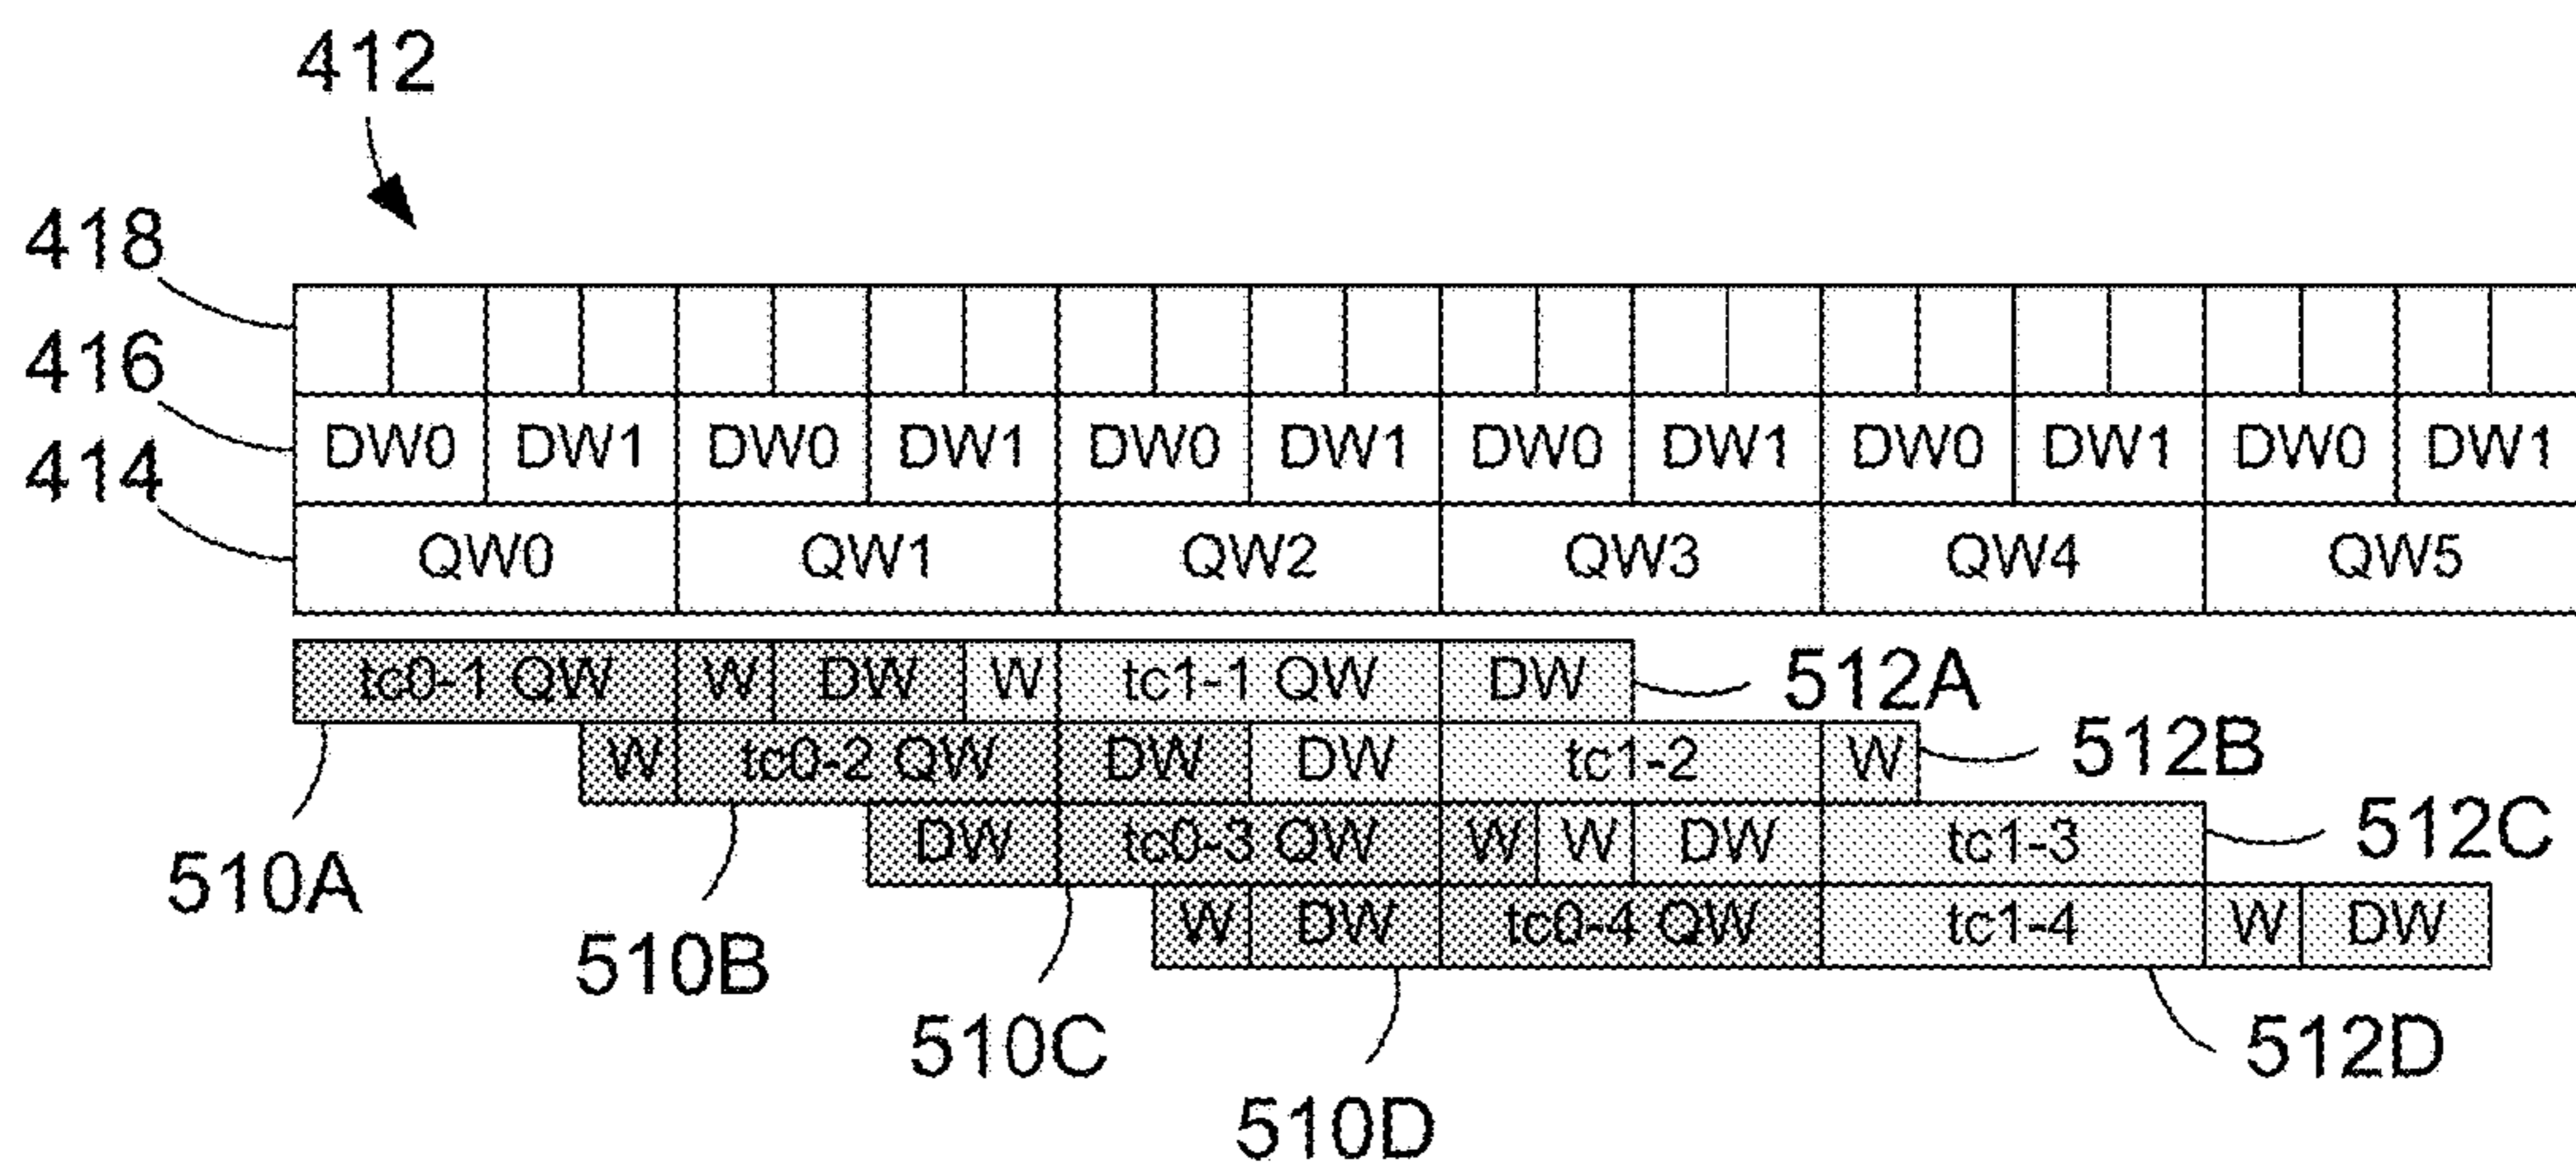 412
418
416
414
DW0 DW1 DW0 DW1 DW0 DW1 DW0 DW1 DW0 DW1 DW0 DW1
QW0 QW1 QW2 QW3 QW4 QW5
tc0-1 QW W DW W tc1-1 QW DW 512A
W tc0-2 QW DW DW tc1-2 W 512B
DW tc0-3 QW W W DW tc1-3 512C
W DW tc0-4 QW tc1-4 W DW
510A
510B
510C
510D
512D